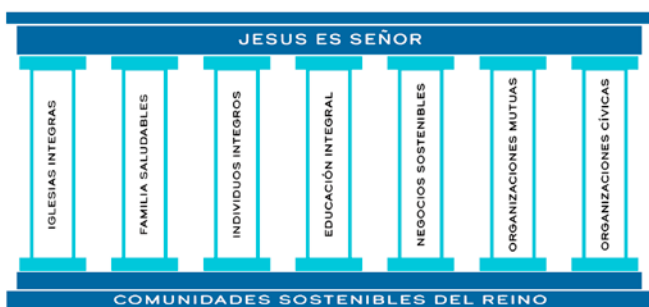 JESUS ES SEÑOR
IGLESIAS INTEGRAS
FAMILIA SALUDABLES
INDIVIDUOS INTEGROS
EDUCACIÓN INTEGRAL
NEGOCIOS SOSTENIBLES
ORGANIZACIONES MUTUAS
ORGANIZACIONES CÍVICAS
COMUNIDADES SOSTENIBLES DEL REINO